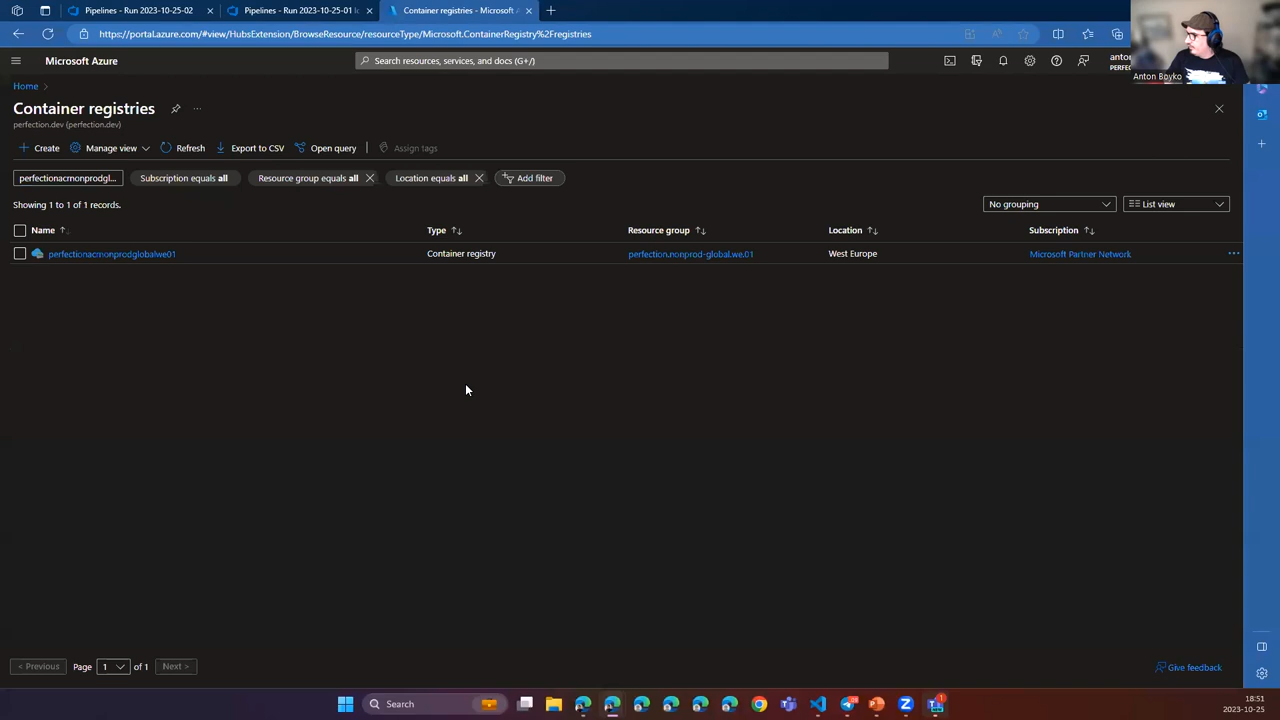 Pipelines - Run 2023-10-25-02
Pipelines - Run 2023-10-25-01 l
Container registries - Microsoft A
https://portal.azure.com/#view/HubsExtension/BrowseResource/resourceType/Microsoft.ContainerRegistry%2Fregistries
Microsoft Azure
Search resources, services, and docs (G+/)
anton
PERFEC
Anton Boyko
Home
Container registries
perfection.dev (perfection.dev)
Create
Manage view
Refresh
Export to CSV
Open query
Assign tags
perfectionacrnonprodgl...
Subscription equals all
Resource group equals all
Location equals all
Add filter
Showing 1 to 1 of 1 records.
No grouping
List view
Name
Type
Resource group
Location
Subscription
perfectionacrnonprodglobalwe01
Container registry
perfection.nonprod-global.we.01
West Europe
Microsoft Partner Network
< Previous
Page
1
of 1
Next >
Give feedback
Search
18:51
2023-10-25